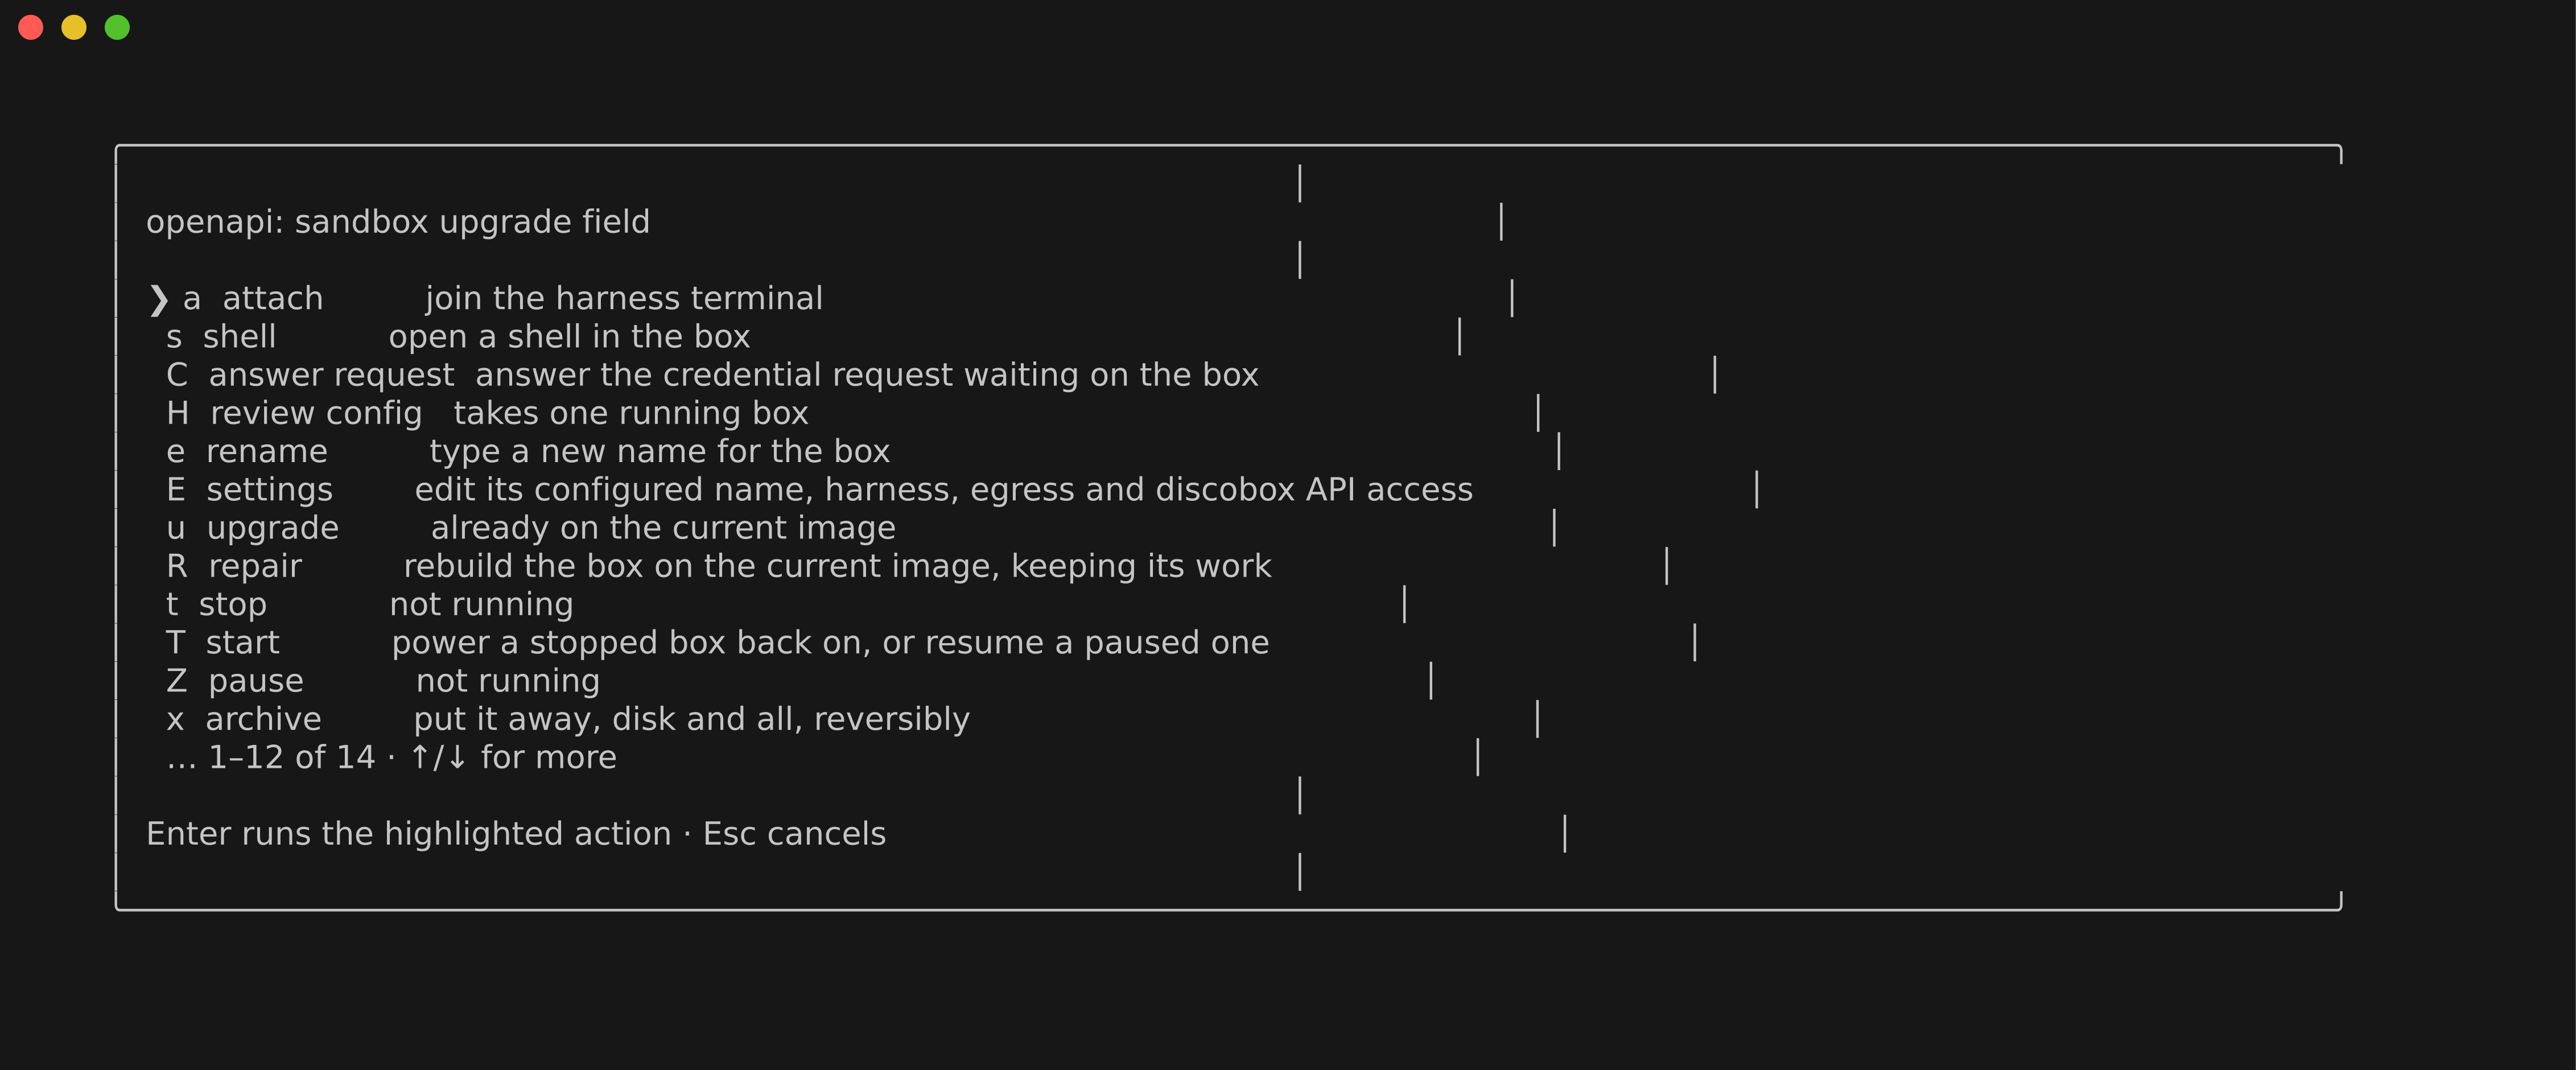 openapi: sandbox upgrade field
❯ a  attach          join the harness terminal
s  shell           open a shell in the box
C  answer request  answer the credential request waiting on the box
H  review config   takes one running box
e  rename          type a new name for the box
E  settings        edit its configured name, harness, egress and discobox API access
u  upgrade         already on the current image
R  repair          rebuild the box on the current image, keeping its work
t  stop            not running
T  start           power a stopped box back on, or resume a paused one
Z  pause           not running
x  archive         put it away, disk and all, reversibly
… 1–12 of 14 · ↑/↓ for more
Enter runs the highlighted action · Esc cancels